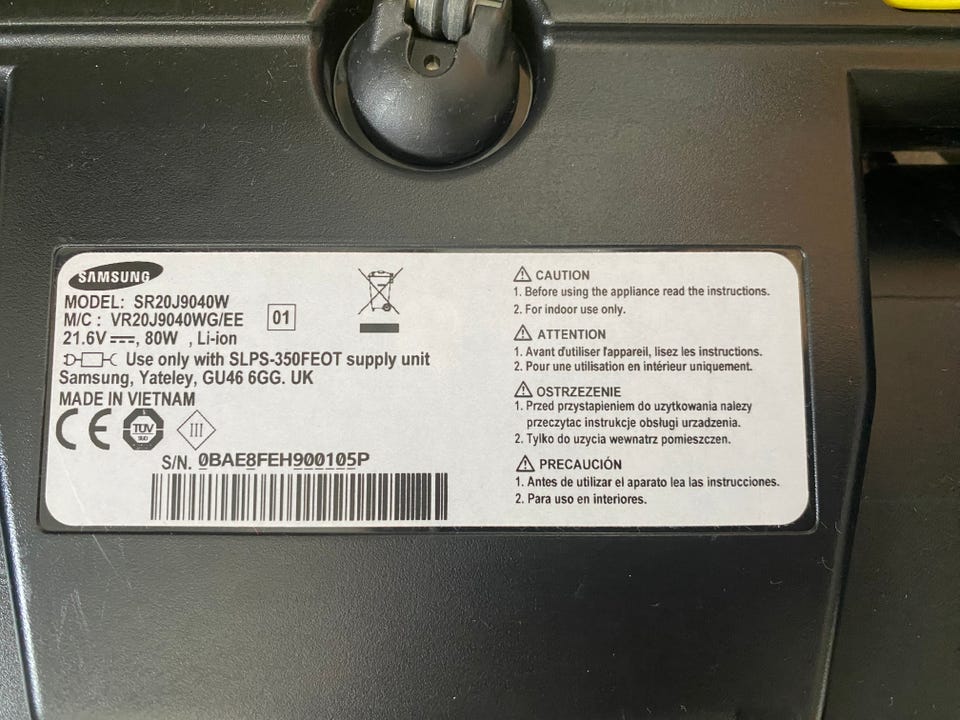 SAMSUNG
MODEL: SR20J9040W
M/C : VR20J9040WG/EE
01
21.6V⎓, 80W , Li-ion
Use only with SLPS-350FEOT supply unit
Samsung, Yateley, GU46 6GG. UK
MADE IN VIETNAM
CE
TÜV
SÜD
III
S/N. 0BAE8FEH900105P
⚠ CAUTION
1. Before using the appliance read the instructions.
2. For indoor use only.
⚠ ATTENTION
1. Avant d'utiliser l'appareil, lisez les instructions.
2. Pour une utilisation en intérieur uniquement.
⚠ OSTRZEZENIE
1. Przed przystapieniem do uzytkowania nalezy
przeczytac instrukcje obslugi urzadzenia.
2. Tylko do uzycia wewnatrz pomieszczen.
⚠ PRECAUCIÓN
1. Antes de utilizar el aparato lea las instrucciones.
2. Para uso en interiores.